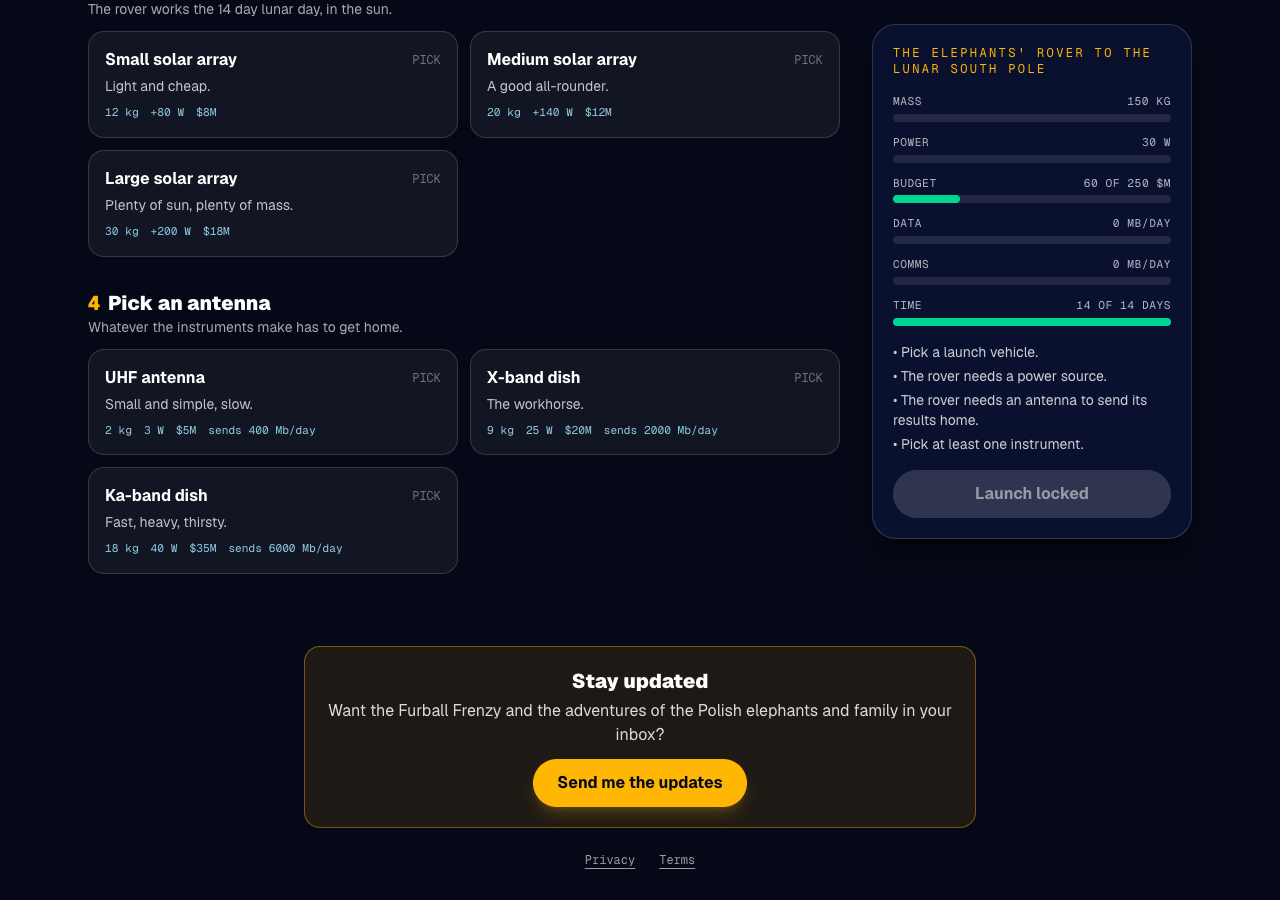 The rover works the 14 day lunar day, in the sun.
Small solar array
PICK
Light and cheap.
12 kg +80 W $8M
Medium solar array
PICK
A good all-rounder.
20 kg +140 W $12M
Large solar array
PICK
Plenty of sun, plenty of mass.
30 kg +200 W $18M
4 Pick an antenna
Whatever the instruments make has to get home.
UHF antenna
PICK
Small and simple, slow.
2 kg 3 W $5M sends 400 Mb/day
X-band dish
PICK
The workhorse.
9 kg 25 W $20M sends 2000 Mb/day
Ka-band dish
PICK
Fast, heavy, thirsty.
18 kg 40 W $35M sends 6000 Mb/day
THE ELEPHANTS' ROVER TO THE
LUNAR SOUTH POLE
MASS 150 KG
POWER 30 W
BUDGET 60 OF 250 $M
DATA 0 MB/DAY
COMMS 0 MB/DAY
TIME 14 OF 14 DAYS
• Pick a launch vehicle.
• The rover needs a power source.
• The rover needs an antenna to send its
results home.
• Pick at least one instrument.
Launch locked
Stay updated
Want the Furball Frenzy and the adventures of the Polish elephants and family in your
inbox?
Send me the updates
Privacy Terms